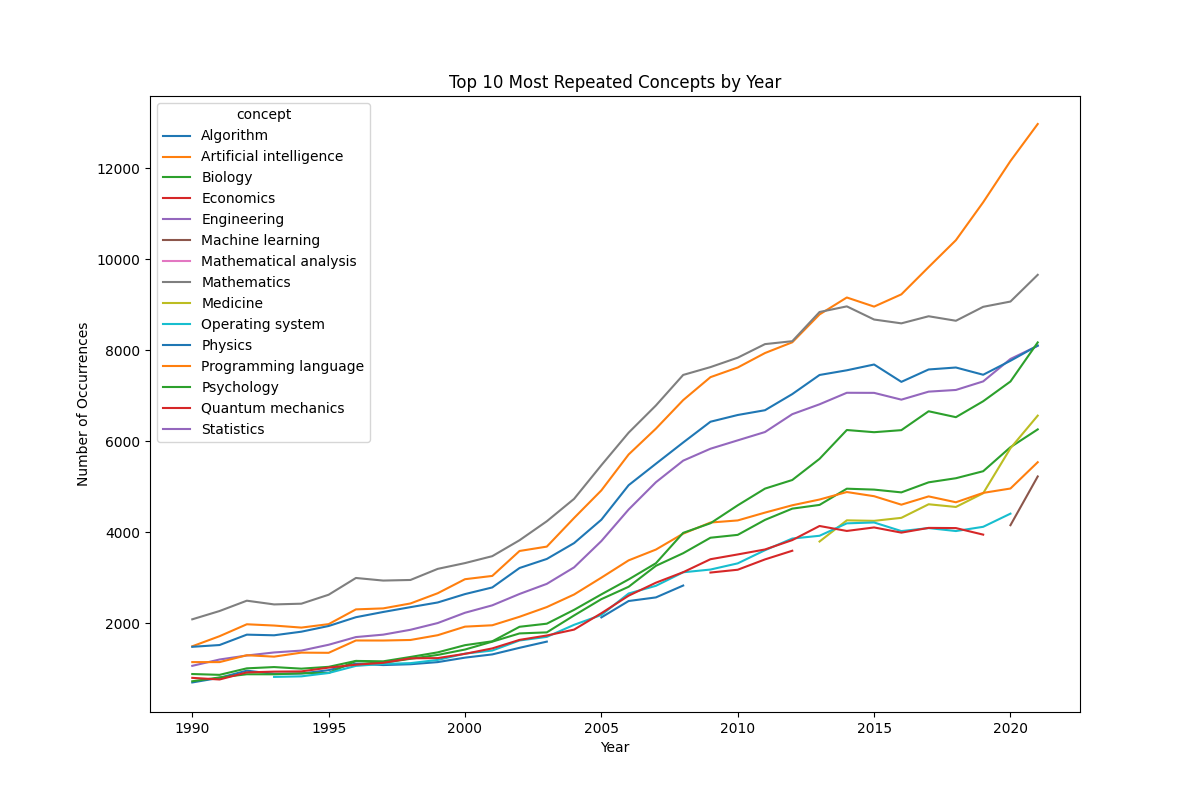 Top 10 Most Repeated Concepts by Year
concept
Algorithm
Artificial intelligence
Biology
Economics
Engineering
Machine learning
Mathematical analysis
Mathematics
Medicine
Operating system
Physics
Programming language
Psychology
Quantum mechanics
Statistics
12000
10000
8000
6000
4000
2000
Number of Occurrences
1990 1995 2000 2005 2010 2015 2020
Year